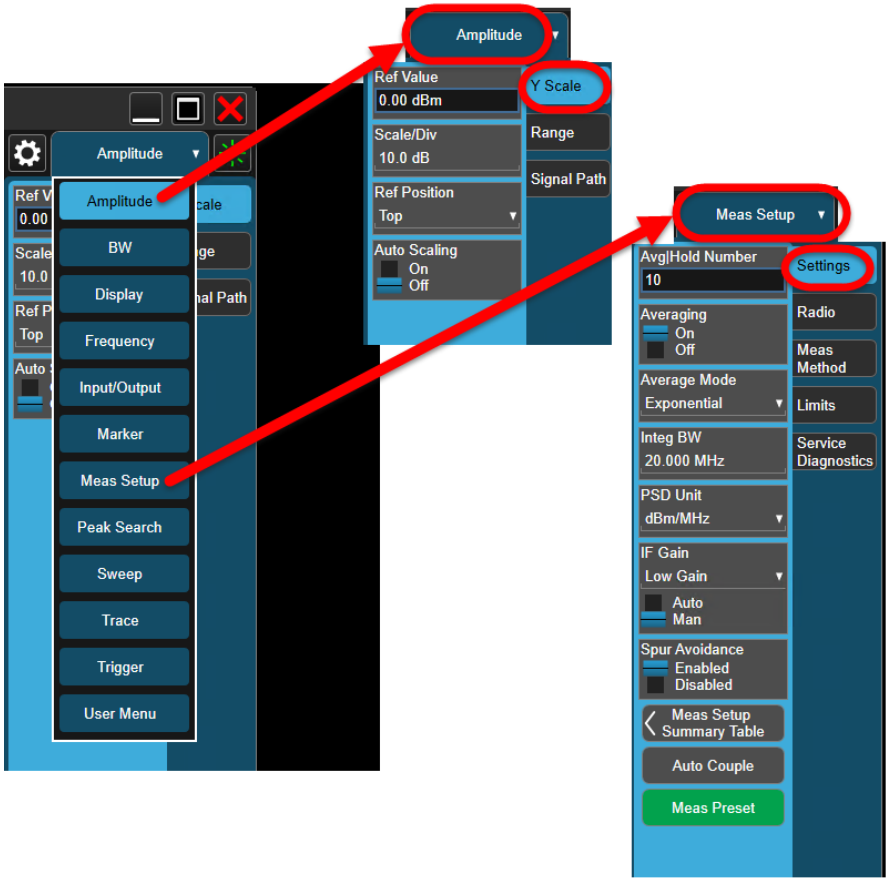 Amplitude
Ref Value
0.00 dBm
Scale/Div
10.0 dB
Ref Position
Top
Auto Scaling
On
Off
Y Scale
Range
Signal Path
Amplitude
Ref V
0.00
Scale
10.0
Ref P
Top
Auto
cale
nge
nal Path
Amplitude
BW
Display
Frequency
Input/Output
Marker
Meas Setup
Peak Search
Sweep
Trace
Trigger
User Menu
Meas Setup
Avg|Hold Number
10
Averaging
On
Off
Average Mode
Exponential
Integ BW
20.000 MHz
PSD Unit
dBm/MHz
IF Gain
Low Gain
Auto
Man
Spur Avoidance
Enabled
Disabled
Meas Setup
Summary Table
Auto Couple
Meas Preset
Settings
Radio
Meas
Method
Limits
Service
Diagnostics